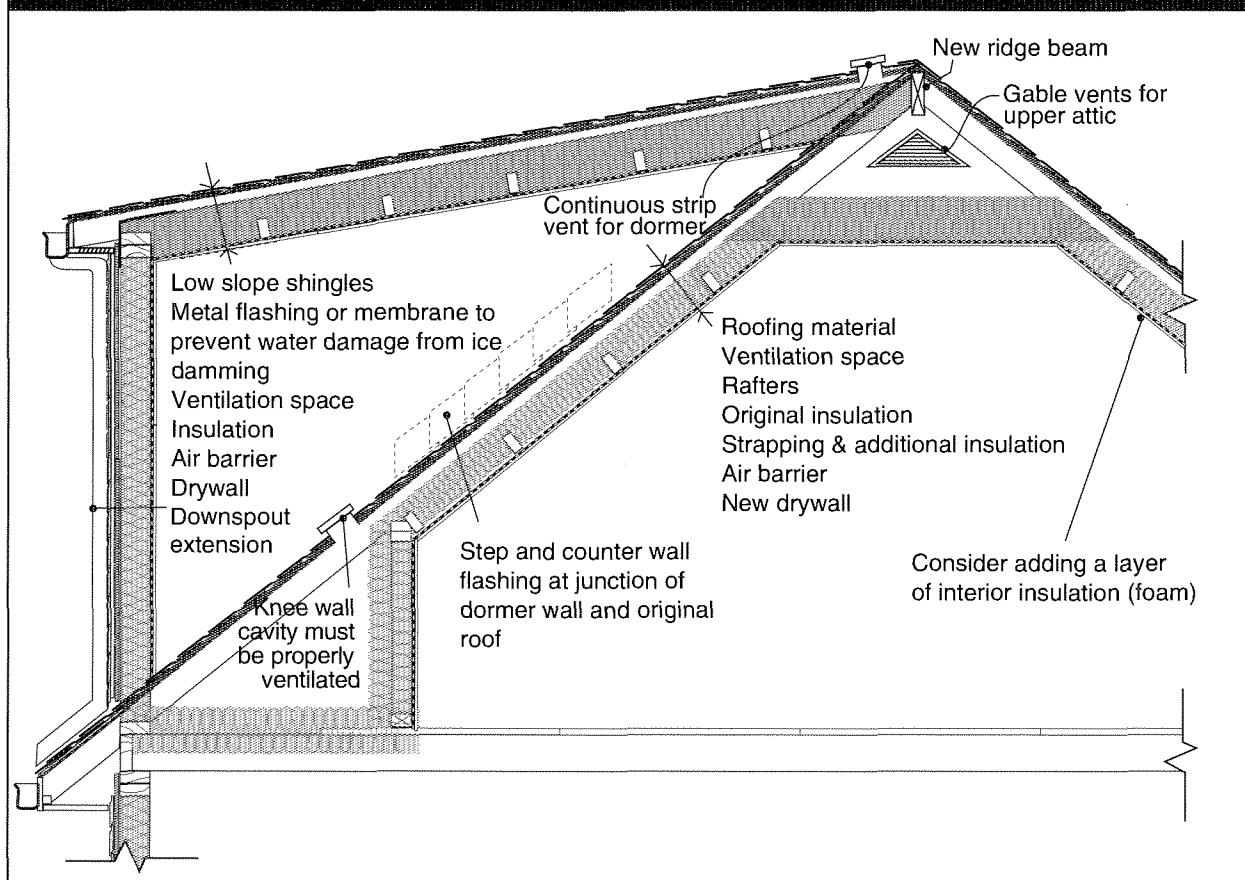 New ridge beam
Gable vents for
upper attic
Continuous strip
vent for dormer
Low slope shingles
Metal flashing or membrane to
prevent water damage from ice
damming
Ventilation space
Insulation
Air barrier
Drywall
Downspout
extension
Roofing material
Ventilation space
Rafters
Original insulation
Strapping & additional insulation
Air barrier
New drywall
Step and counter wall
flashing at junction of
dormer wall and original
roof
Consider adding a layer
of interior insulation (foam)
Knee wall
cavity must
be properly
ventilated